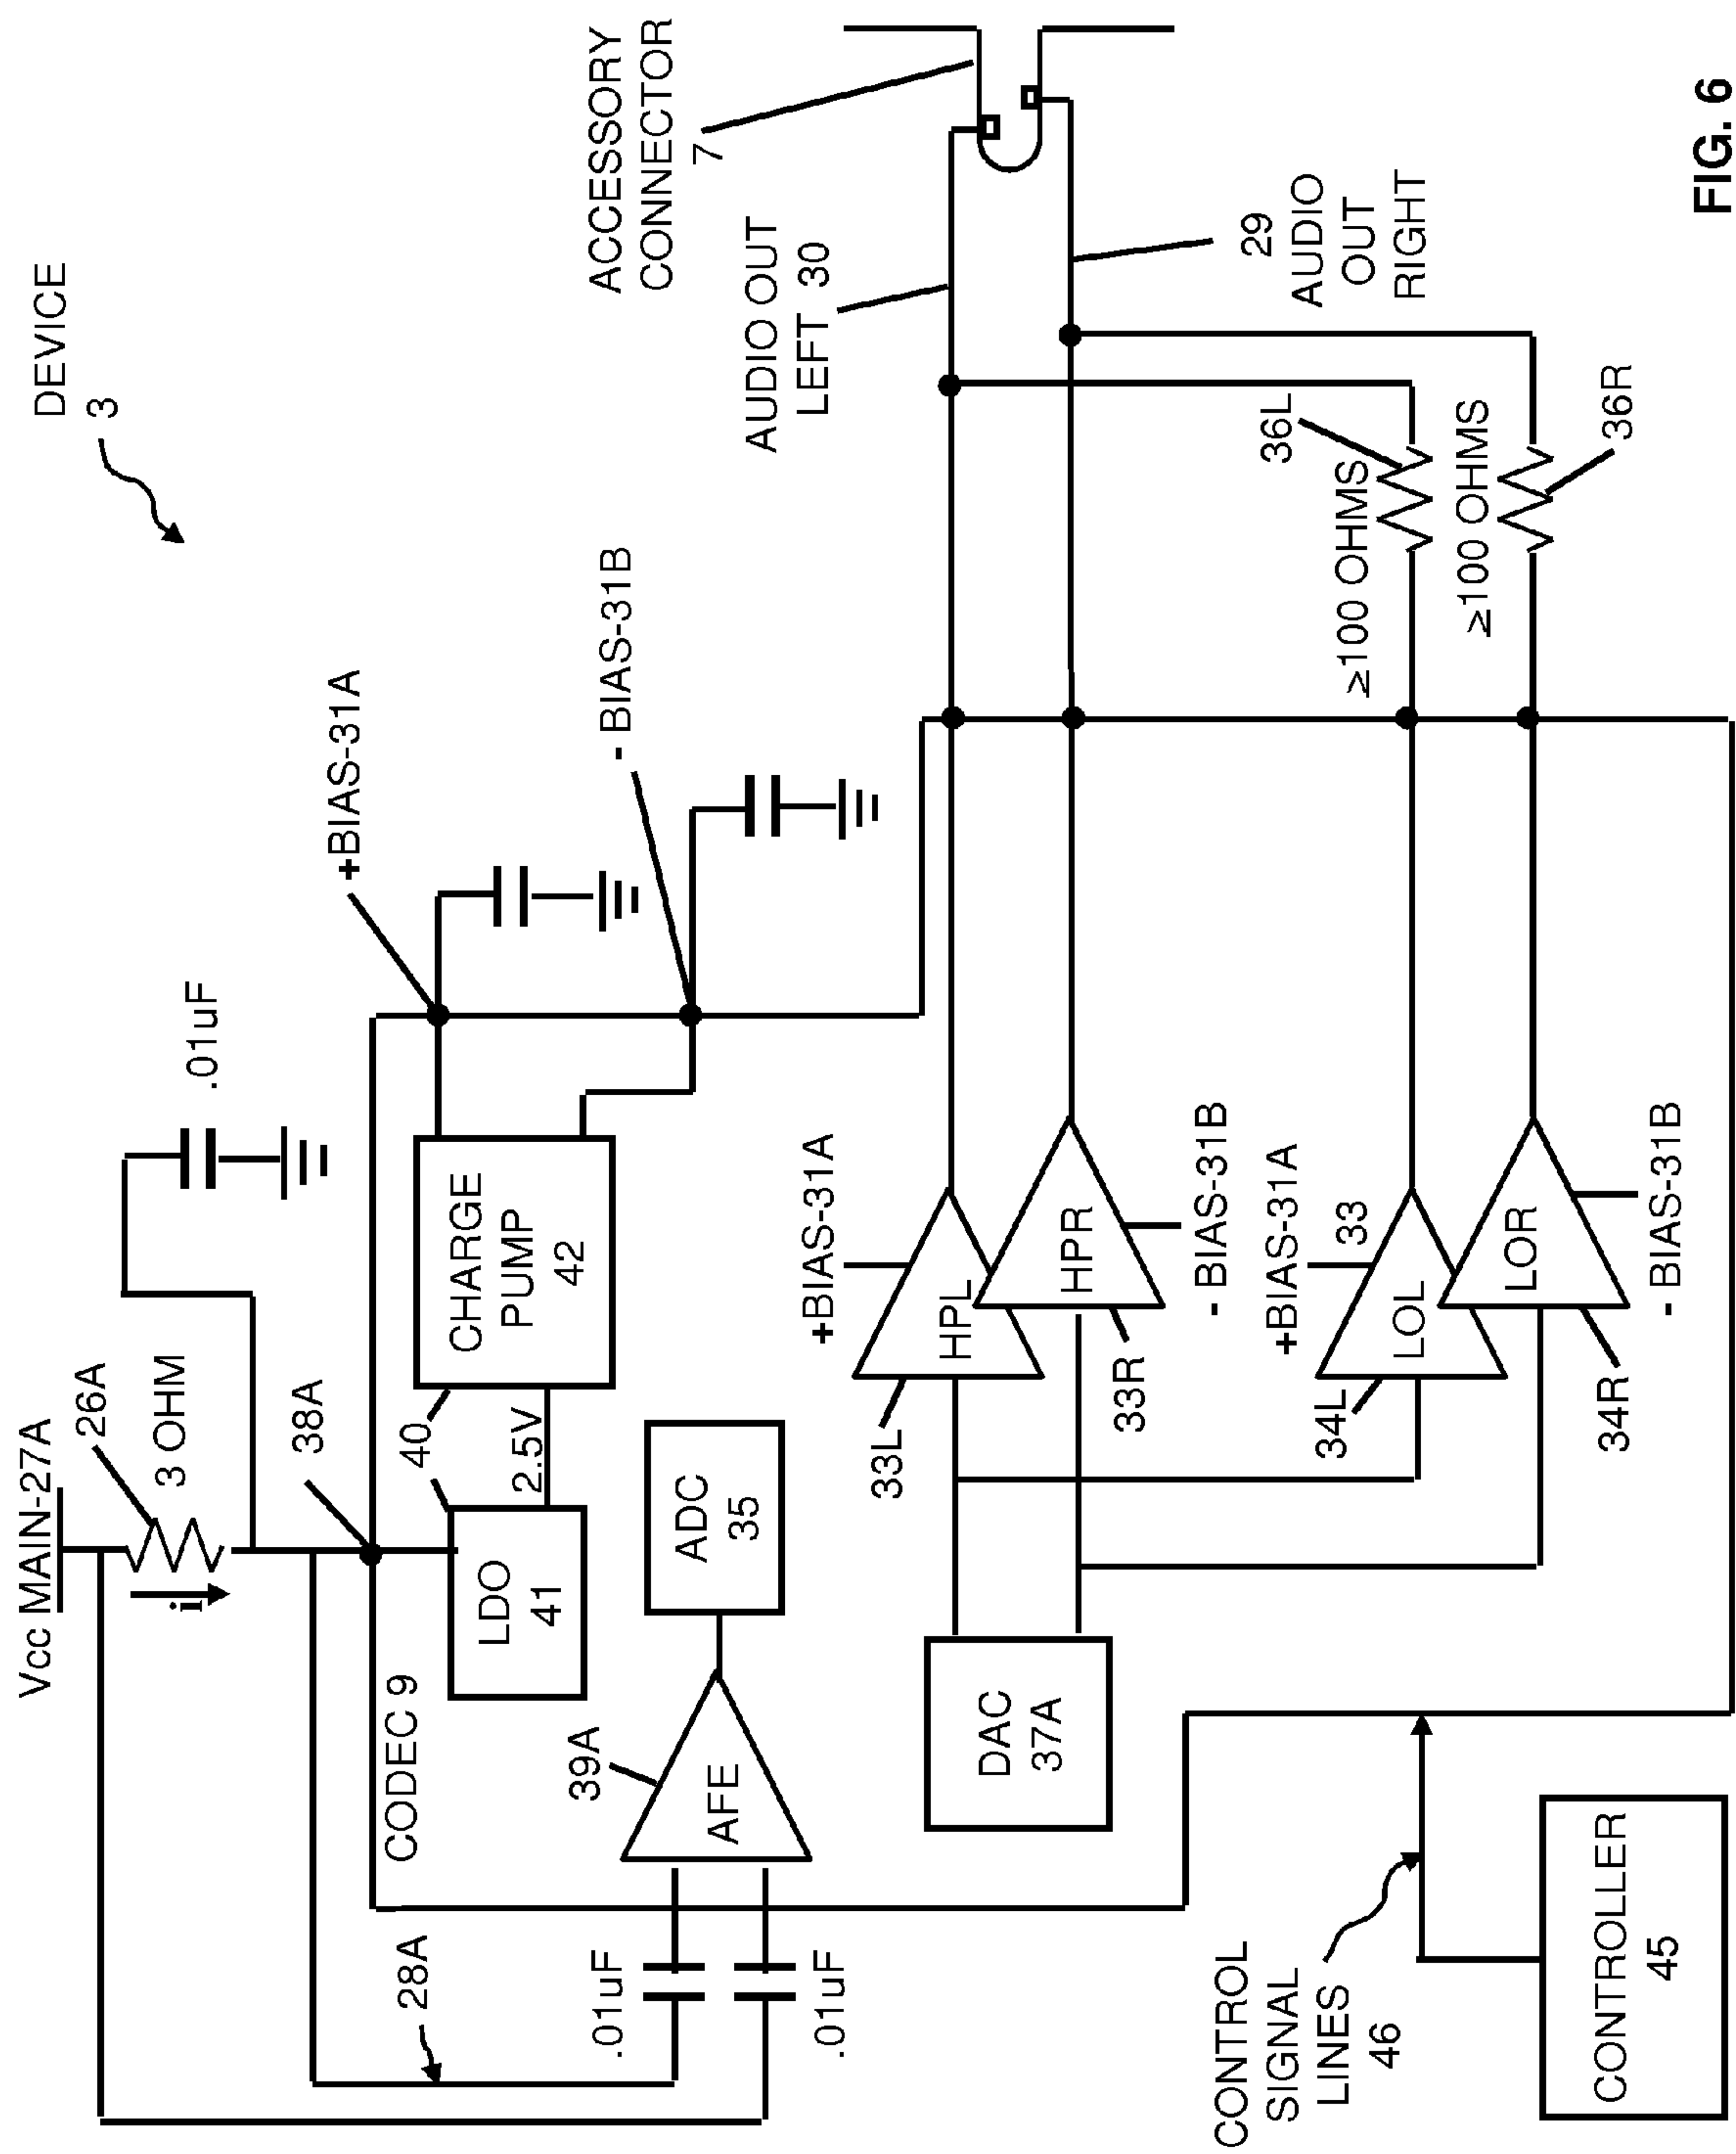 DEVICE
3
Vcc MAIN-27A
26A
3 OHM
i
.01uF
38A
+BIAS-31A
- BIAS-31B
ACCESSORY
CONNECTOR
7
CODEC 9
28A
.01uF
.01uF
LDO
41
40
2.5V
CHARGE
PUMP
42
39A
AFE
ADC
35
AUDIO OUT
LEFT 30
29
AUDIO
OUT
RIGHT
DAC
37A
33L
HPL
+BIAS-31A
HPR
33R
- BIAS-31B
+BIAS-31A
33
34L
LOL
LOR
34R
- BIAS-31B
36L
≥100 OHMS
≥100 OHMS
36R
CONTROL
SIGNAL
LINES
46
CONTROLLER
45
FIG. 6